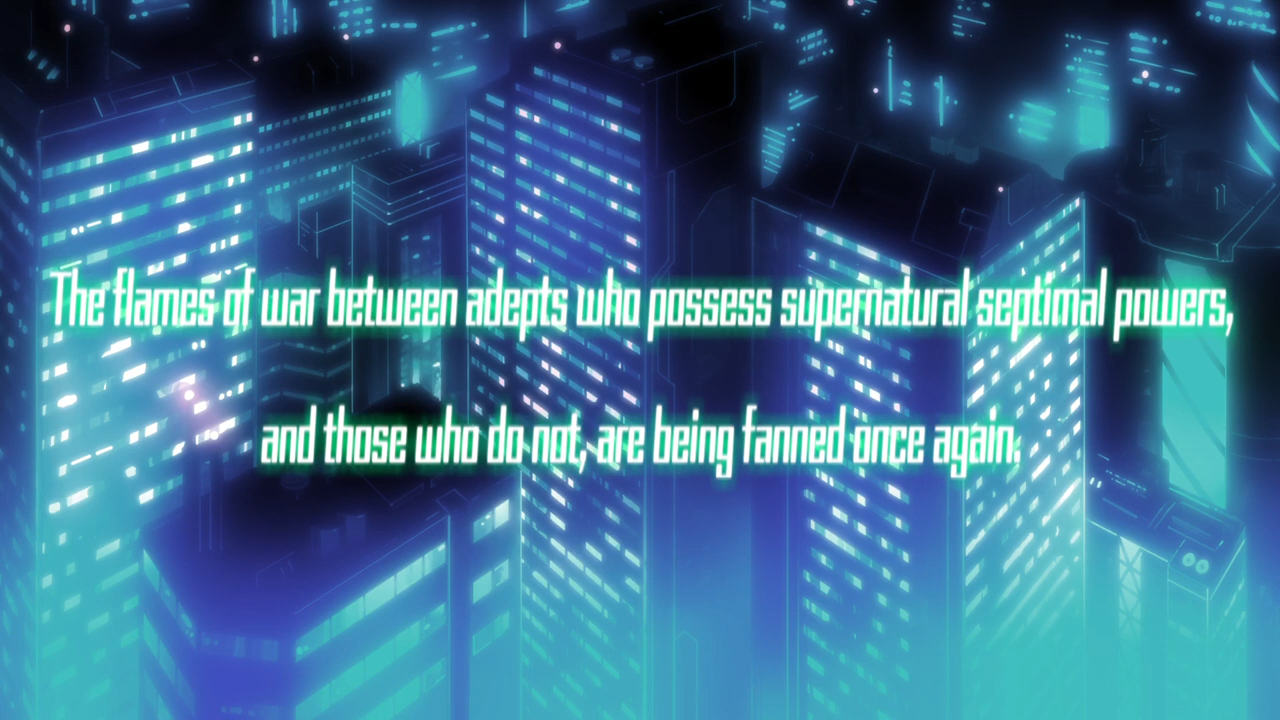 The flames of war between adepts who possess supernatural septimal powers,
and those who do not, are being fanned once again.